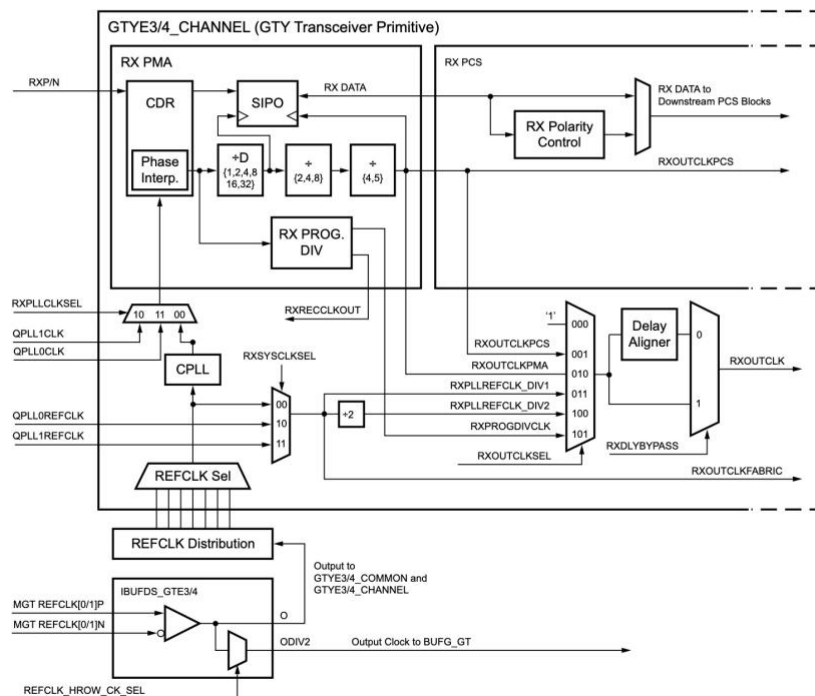 GTYE3/4_CHANNEL (GTY Transceiver Primitive)
RX PMA
RX PCS
RXP/N
CDR
SIPO
RX DATA
RX DATA to
Downstream PCS Blocks
RX Polarity
Control
Phase
Interp.
÷D
{1,2,4,8
16,32}
÷
{2,4,8}
÷
{4,5}
RXOUTCLKPCS
RX PROG.
DIV
RXRECCLKOUT
RXPLLCLKSEL
10 11 00
QPLL1CLK
QPLL0CLK
CPLL
RXSYSCLKSEL
00
10
11
QPLL0REFCLK
QPLL1REFCLK
÷2
'1'
000
RXOUTCLKPCS
001
RXOUTCLKPMA
010
RXPLLREFCLK_DIV1
011
RXPLLREFCLK_DIV2
100
RXPROGDIVCLK
101
RXOUTCLKSEL
Delay
Aligner
0
1
RXOUTCLK
RXDLYBYPASS
RXOUTCLKFABRIC
REFCLK Sel
REFCLK Distribution
Output to
GTYE3/4_COMMON and
GTYE3/4_CHANNEL
IBUFDS_GTE3/4
MGT REFCLK[0/1]P
MGT REFCLK[0/1]N
O
ODIV2
Output Clock to BUFG_GT
REFCLK_HROW_CK_SEL